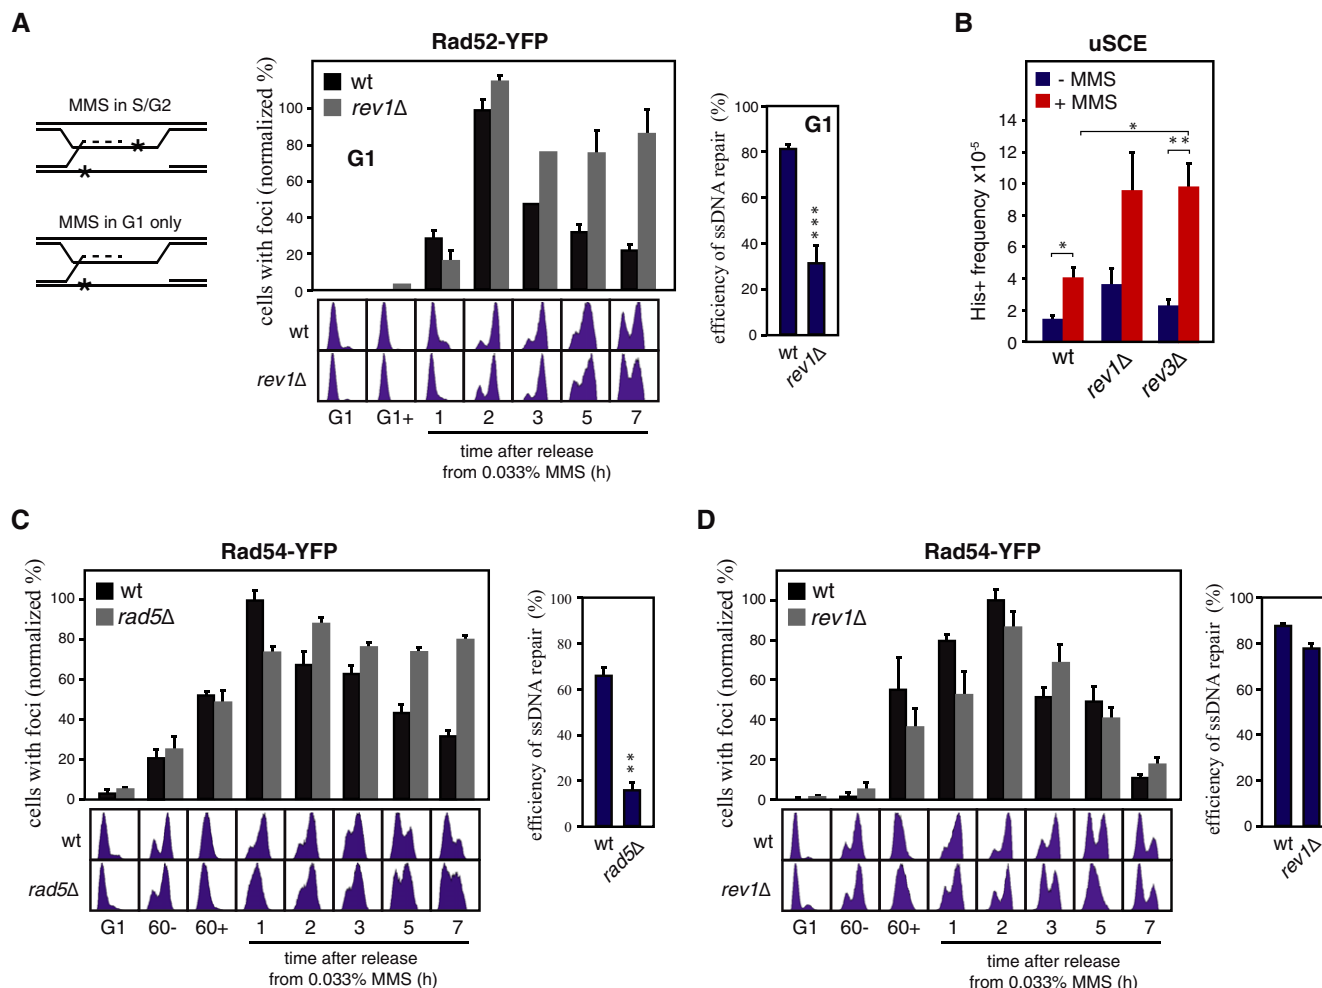 A
MMS in S/G2
*
*
MMS in G1 only
*
Rad52-YFP
cells with foci (normalized %)
wt
rev1Δ
G1
100
80
60
40
20
0
wt
rev1Δ
G1
G1+
1
2
3
5
7
time after release
from 0.033% MMS (h)
efficiency of ssDNA repair (%)
G1
100
80
60
40
20
0
***
wt
rev1Δ
B
uSCE
- MMS
+ MMS
His+ frequency x10-5
14
12
10
8
6
4
2
0
*
*
**
wt
rev1Δ
rev3Δ
C
Rad54-YFP
cells with foci (normalized %)
wt
rad5Δ
100
80
60
40
20
0
wt
rad5Δ
G1
60-
60+
1
2
3
5
7
time after release
from 0.033% MMS (h)
efficiency of ssDNA repair (%)
100
80
60
40
20
0
**
wt
rad5Δ
D
Rad54-YFP
cells with foci (normalized %)
wt
rev1Δ
100
80
60
40
20
0
wt
rev1Δ
G1
60-
60+
1
2
3
5
7
time after release
from 0.033% MMS (h)
efficiency of ssDNA repair (%)
100
80
60
40
20
0
wt
rev1Δ